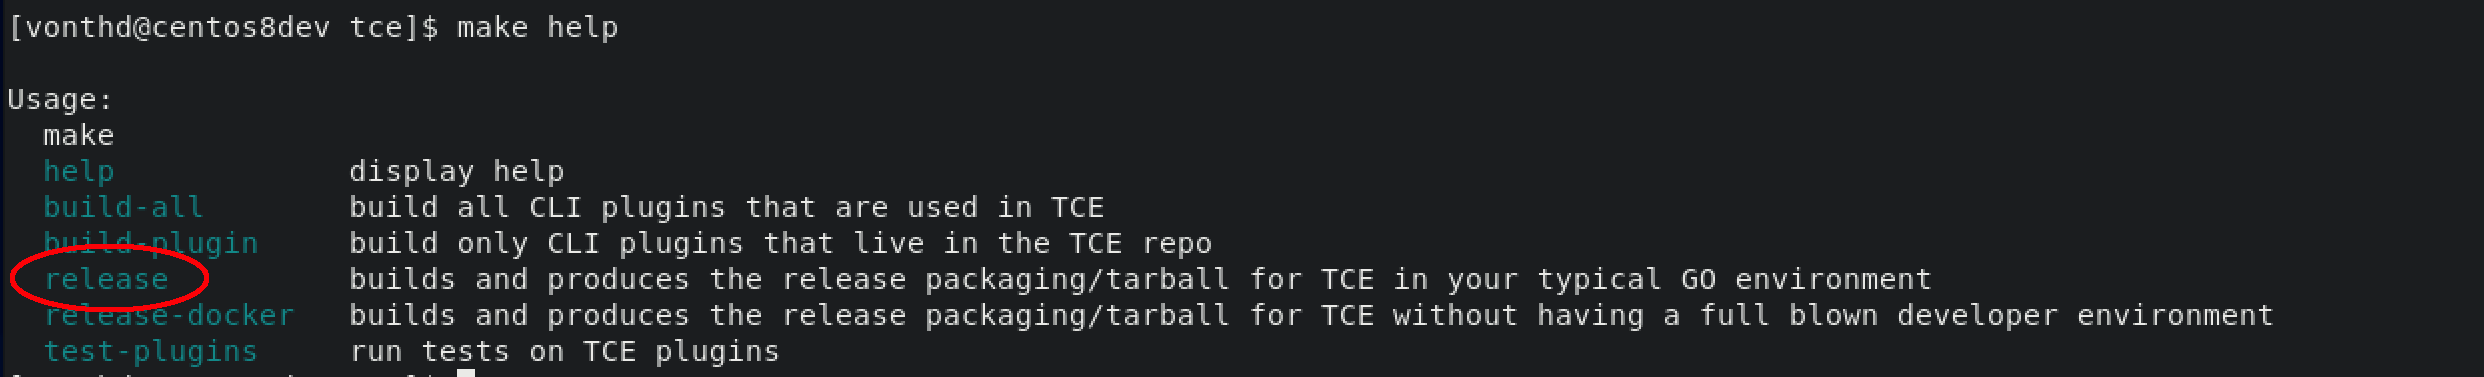 [vonthd@centos8dev tce]$ make help
Usage:
make
help display help
build-all build all CLI plugins that are used in TCE
build-plugin build only CLI plugins that live in the TCE repo
release builds and produces the release packaging/tarball for TCE in your typical GO environment
release-docker builds and produces the release packaging/tarball for TCE without having a full blown developer environment
test-plugins run tests on TCE plugins